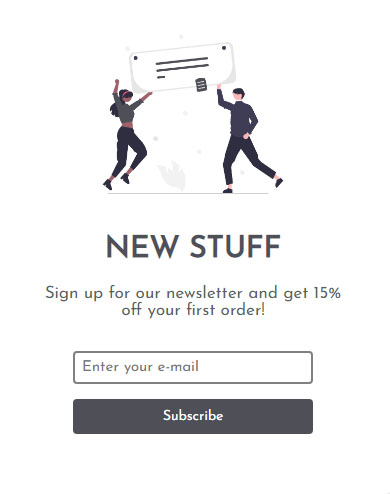 NEW STUFF
Sign up for our newsletter and get 15%
off your first order!
Enter your e-mail
Subscribe